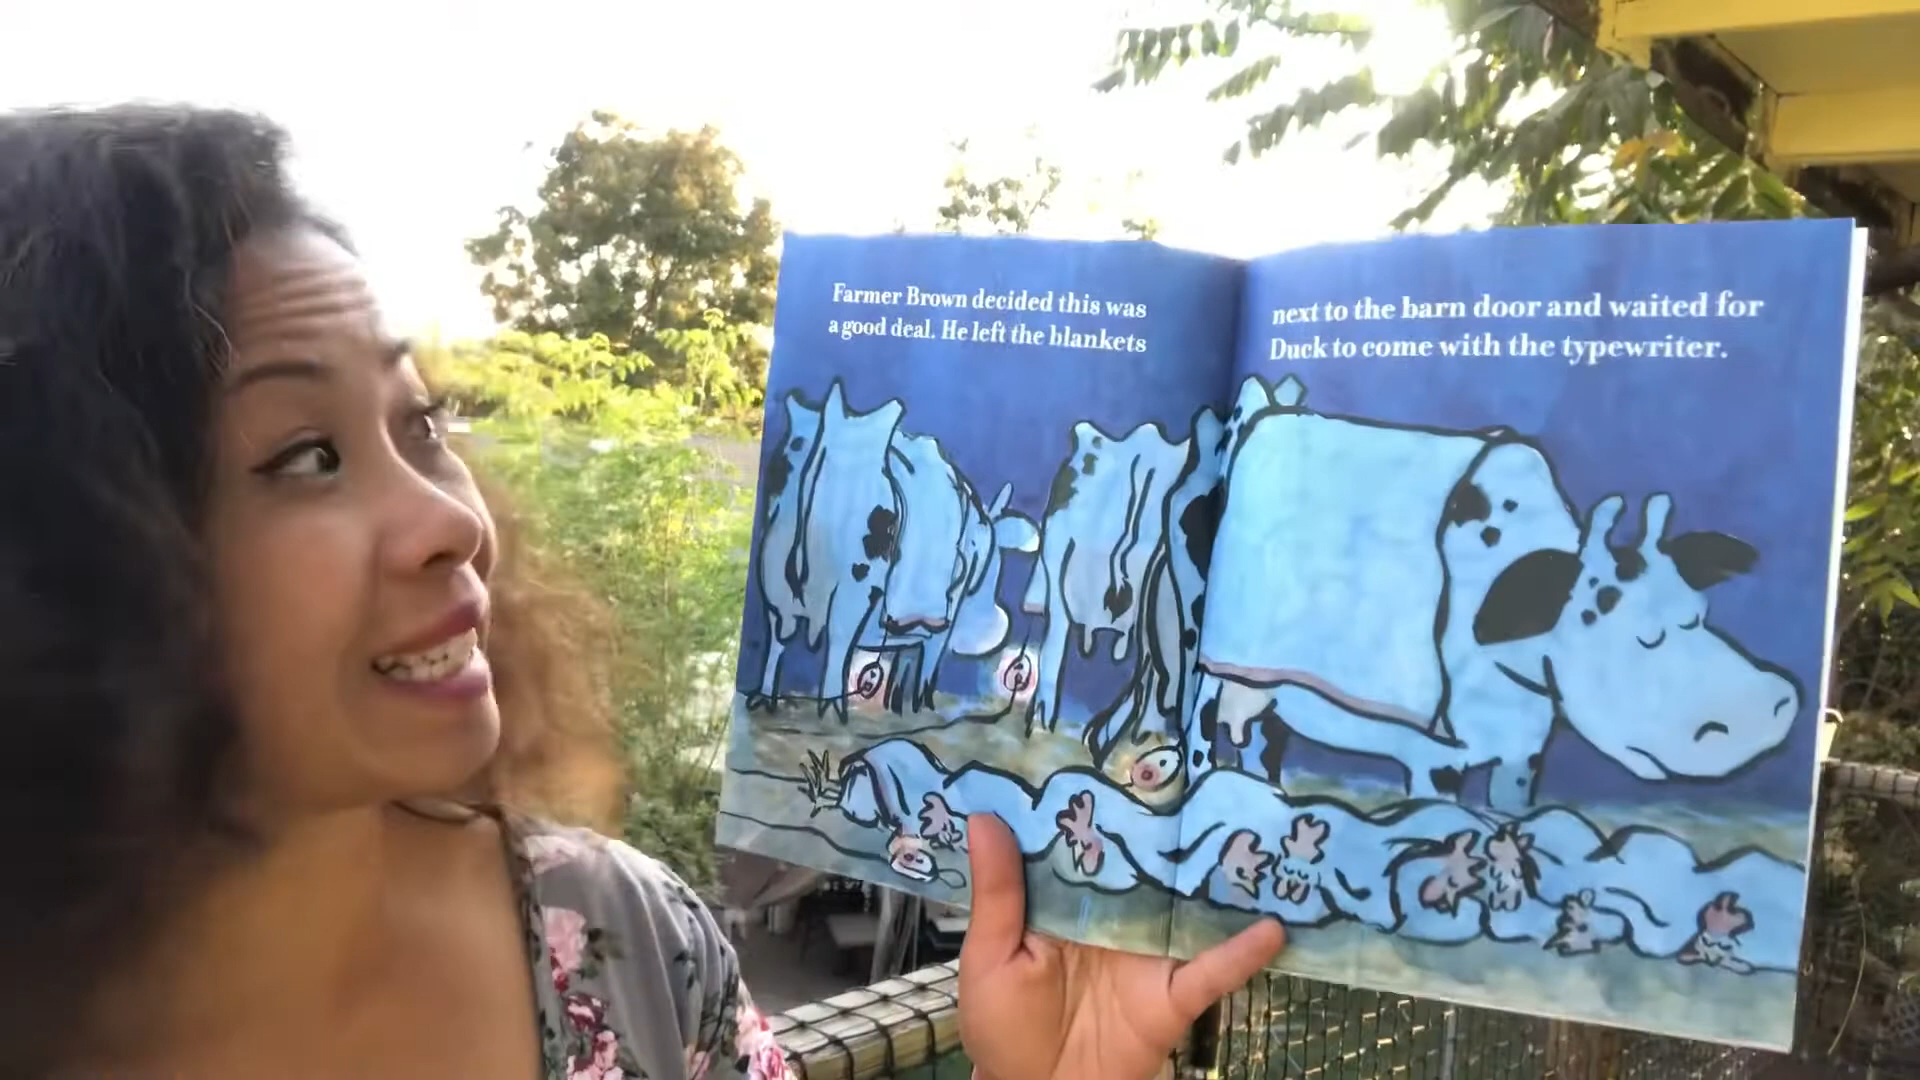 Farmer Brown decided this was
a good deal. He left the blankets
next to the barn door and waited for
Duck to come with the typewriter.